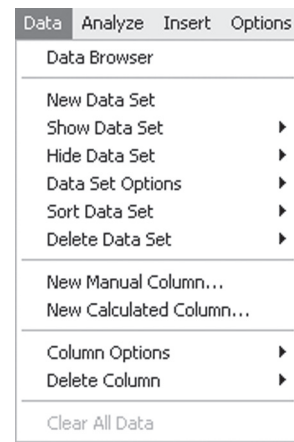 Data Analyze Insert Options
Data Browser
New Data Set
Show Data Set
Hide Data Set
Data Set Options
Sort Data Set
Delete Data Set
New Manual Column...
New Calculated Column...
Column Options
Delete Column
Clear All Data